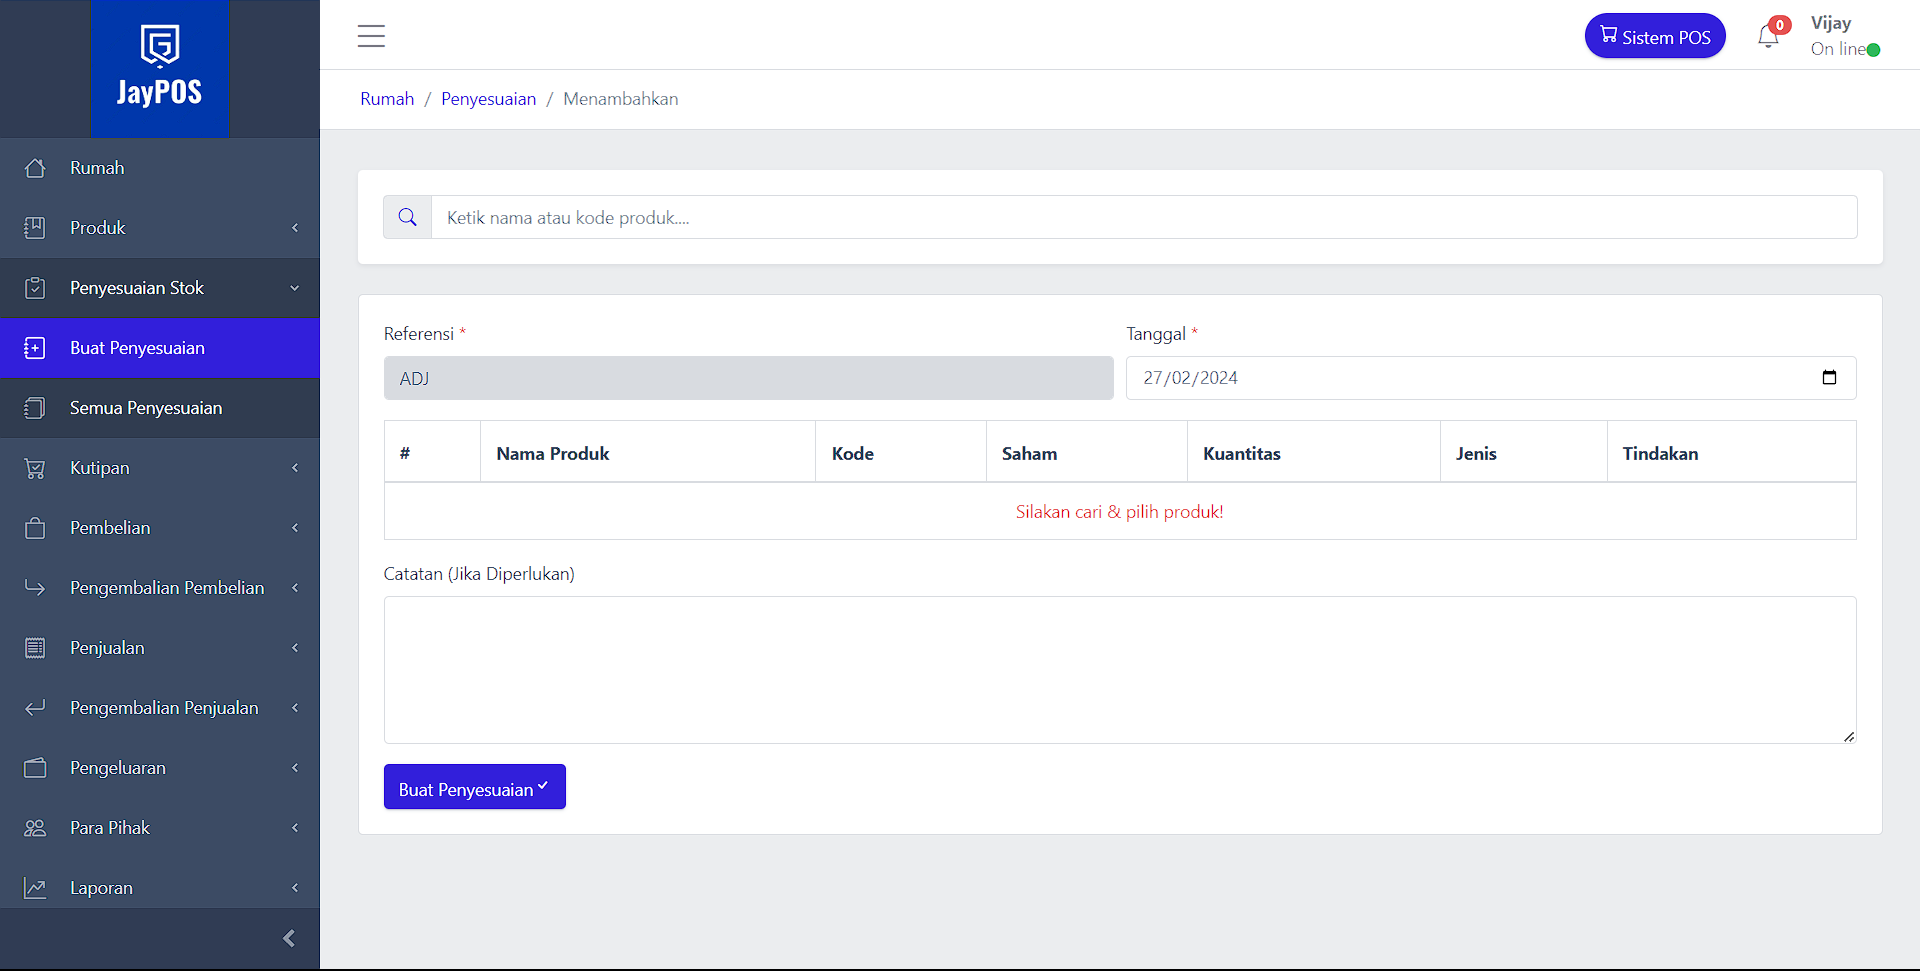 JayPOS
Rumah
Produk
Penyesuaian Stok
Buat Penyesuaian
Semua Penyesuaian
Kutipan
Pembelian
Pengembalian Pembelian
Penjualan
Pengembalian Penjualan
Pengeluaran
Para Pihak
Laporan
Sistem POS
0
Vijay
On line
Rumah / Penyesuaian / Menambahkan
Ketik nama atau kode produk....
Referensi * Tanggal *
ADJ 27/02/2024
# Nama Produk Kode Saham Kuantitas Jenis Tindakan
Silakan cari & pilih produk!
Catatan (Jika Diperlukan)
Buat Penyesuaian